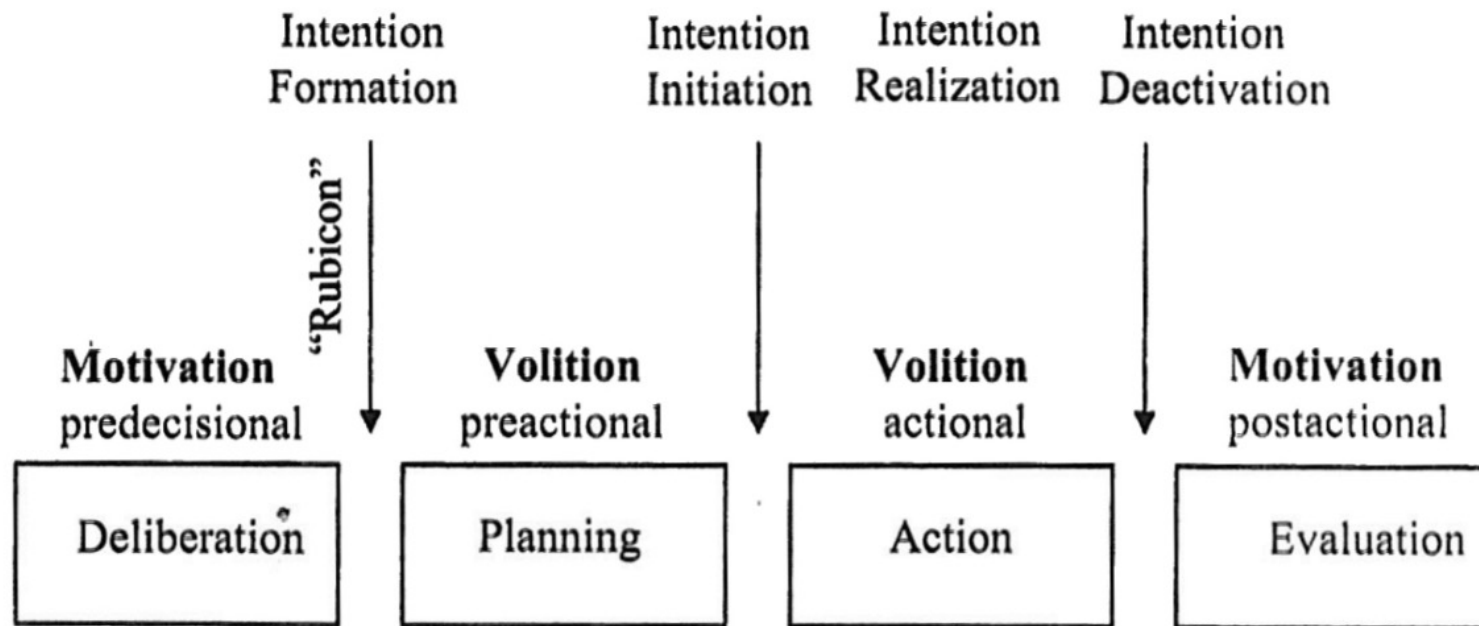 Intention Formation
Intention Initiation
Intention Realization
Intention Deactivation
"Rubicon"
Motivation
predecisional
Volition
preactional
Volition
actional
Motivation
postactional
Deliberation
Planning
Action
Evaluation